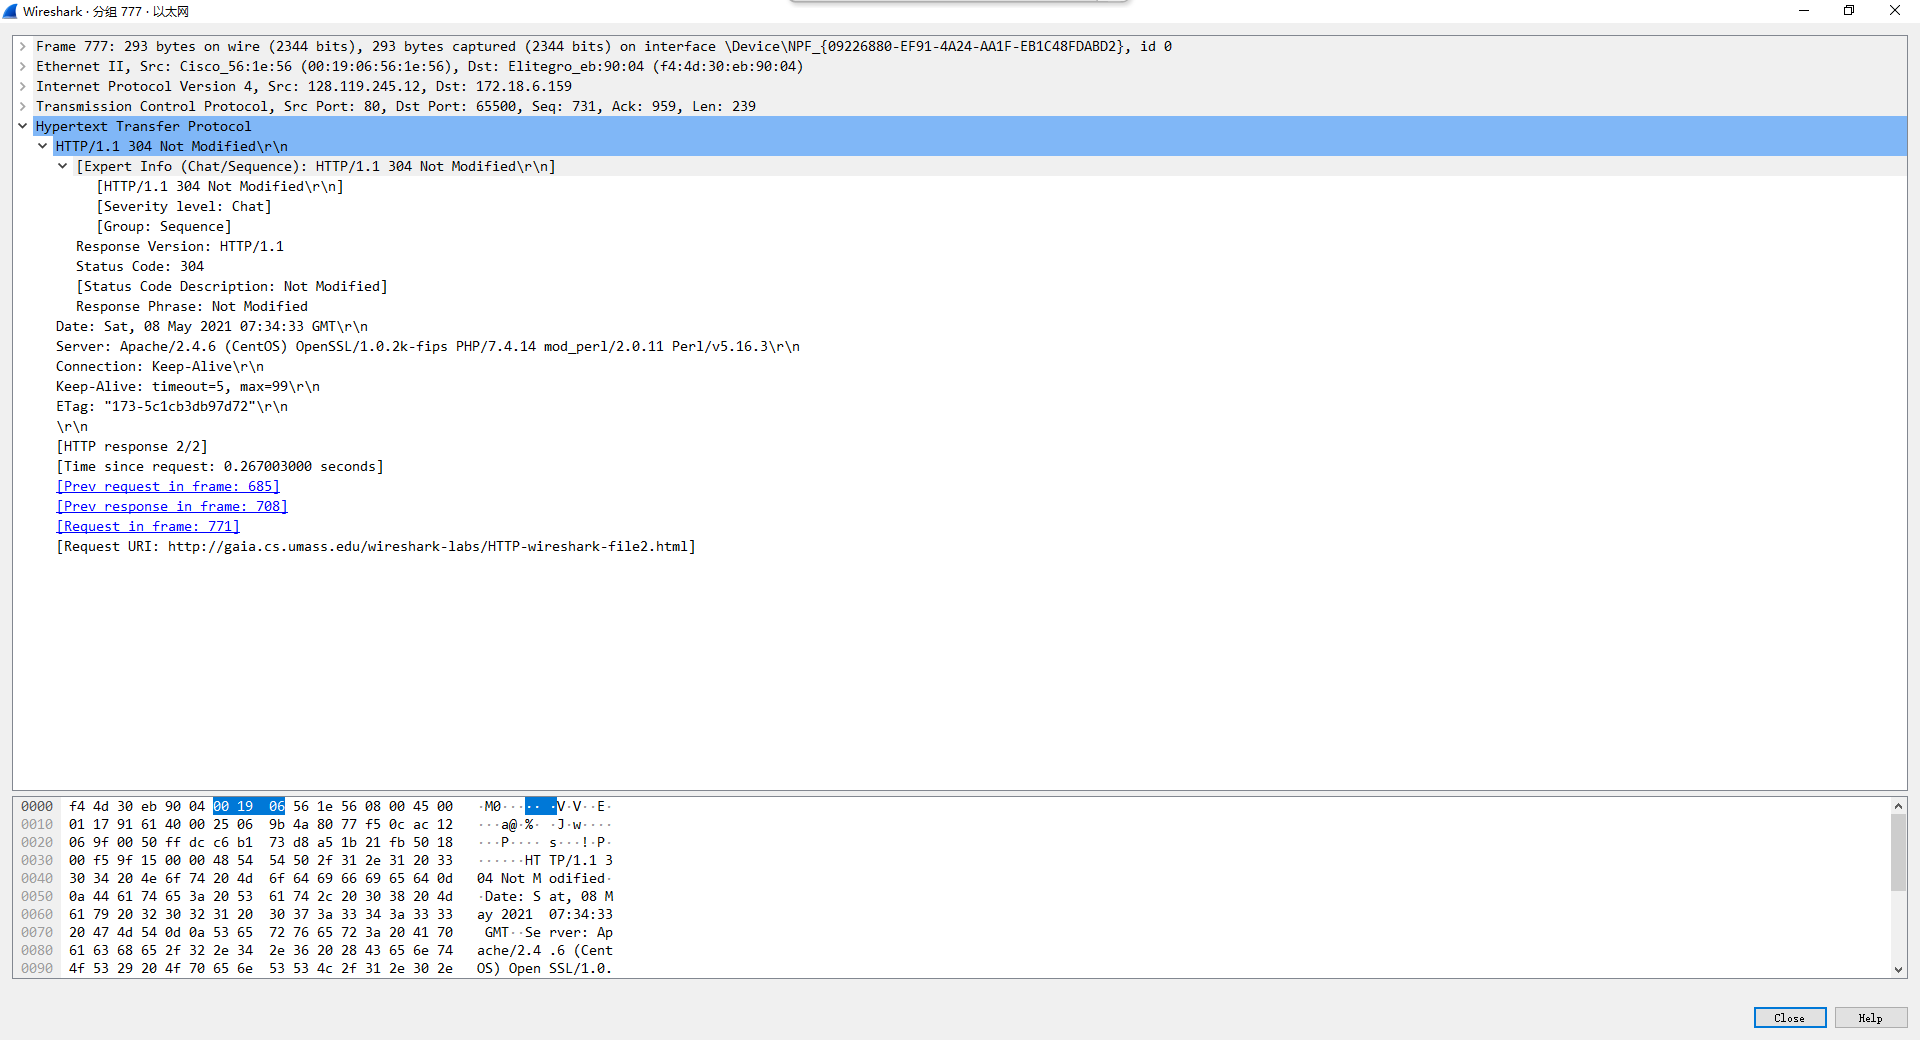 Wireshark · 分组 777 · 以太网
Frame 777: 293 bytes on wire (2344 bits), 293 bytes captured (2344 bits) on interface \Device\NPF_{09226880-EF91-4A24-AA1F-EB1C48FDABD2}, id 0
Ethernet II, Src: Cisco_56:1e:56 (00:19:06:56:1e:56), Dst: Elitegro_eb:90:04 (f4:4d:30:eb:90:04)
Internet Protocol Version 4, Src: 128.119.245.12, Dst: 172.18.6.159
Transmission Control Protocol, Src Port: 80, Dst Port: 65500, Seq: 731, Ack: 959, Len: 239
Hypertext Transfer Protocol
HTTP/1.1 304 Not Modified\r\n
[Expert Info (Chat/Sequence): HTTP/1.1 304 Not Modified\r\n]
[HTTP/1.1 304 Not Modified\r\n]
[Severity level: Chat]
[Group: Sequence]
Response Version: HTTP/1.1
Status Code: 304
[Status Code Description: Not Modified]
Response Phrase: Not Modified
Date: Sat, 08 May 2021 07:34:33 GMT\r\n
Server: Apache/2.4.6 (CentOS) OpenSSL/1.0.2k-fips PHP/7.4.14 mod_perl/2.0.11 Perl/v5.16.3\r\n
Connection: Keep-Alive\r\n
Keep-Alive: timeout=5, max=99\r\n
ETag: "173-5c1cb3db97d72"\r\n
\r\n
[HTTP response 2/2]
[Time since request: 0.267003000 seconds]
[Prev request in frame: 685]
[Prev response in frame: 708]
[Request in frame: 771]
[Request URI: http://gaia.cs.umass.edu/wireshark-labs/HTTP-wireshark-file2.html]
0000 f4 4d 30 eb 90 04 00 19 06 56 1e 56 08 00 45 00 ·M0··· ·· ·V·V··E·
0010 01 17 91 61 40 00 25 06 9b 4a 80 77 f5 0c ac 12 ···a@·%· ·J·w····
0020 06 9f 00 50 ff dc c6 b1 73 d8 a5 1b 21 fb 50 18 ···P···· s···!·P·
0030 00 f5 9f 15 00 00 48 54 54 50 2f 31 2e 31 20 33 ······HT TP/1.1 3
0040 30 34 20 4e 6f 74 20 4d 6f 64 69 66 69 65 64 0d 04 Not M odified·
0050 0a 44 61 74 65 3a 20 53 61 74 2c 20 30 38 20 4d ·Date: S at, 08 M
0060 61 79 20 32 30 32 31 20 30 37 3a 33 34 3a 33 33 ay 2021 07:34:33
0070 20 47 4d 54 0d 0a 53 65 72 76 65 72 3a 20 41 70 GMT··Se rver: Ap
0080 61 63 68 65 2f 32 2e 34 2e 36 20 28 43 65 6e 74 ache/2.4 .6 (Cent
0090 4f 53 29 20 4f 70 65 6e 53 53 4c 2f 31 2e 30 2e OS) Open SSL/1.0.
Close Help